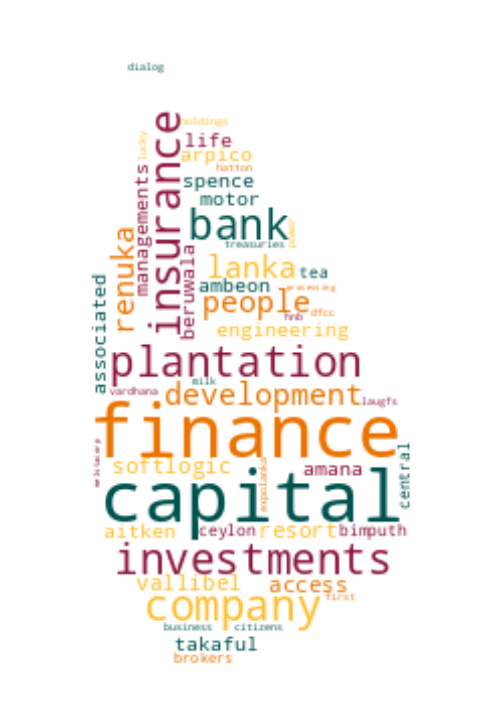 dialog
holdings
lucky
insurance
life
arpico
hatton
managements
spence
motor
renuka
bank
treasuries
power
beruwala
lanka
tea
associated
ambeon
processing
people
hnb
dfcc
engineering
plantation
milk
vardhana
development
laugfs
finance
softlogic
expolanka
amana
central
capital
aitken
ceylon
resort
bimputh
investments
vallibel
access
company
first
business
citizens
takaful
brokers